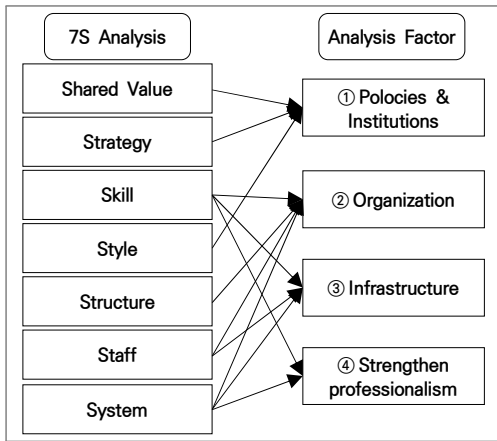 7S Analysis
Analysis Factor
Shared Value
Strategy
Skill
Style
Structure
Staff
System
① Polocies &
Institutions
② Organization
③ Infrastructure
④ Strengthen
professionalism